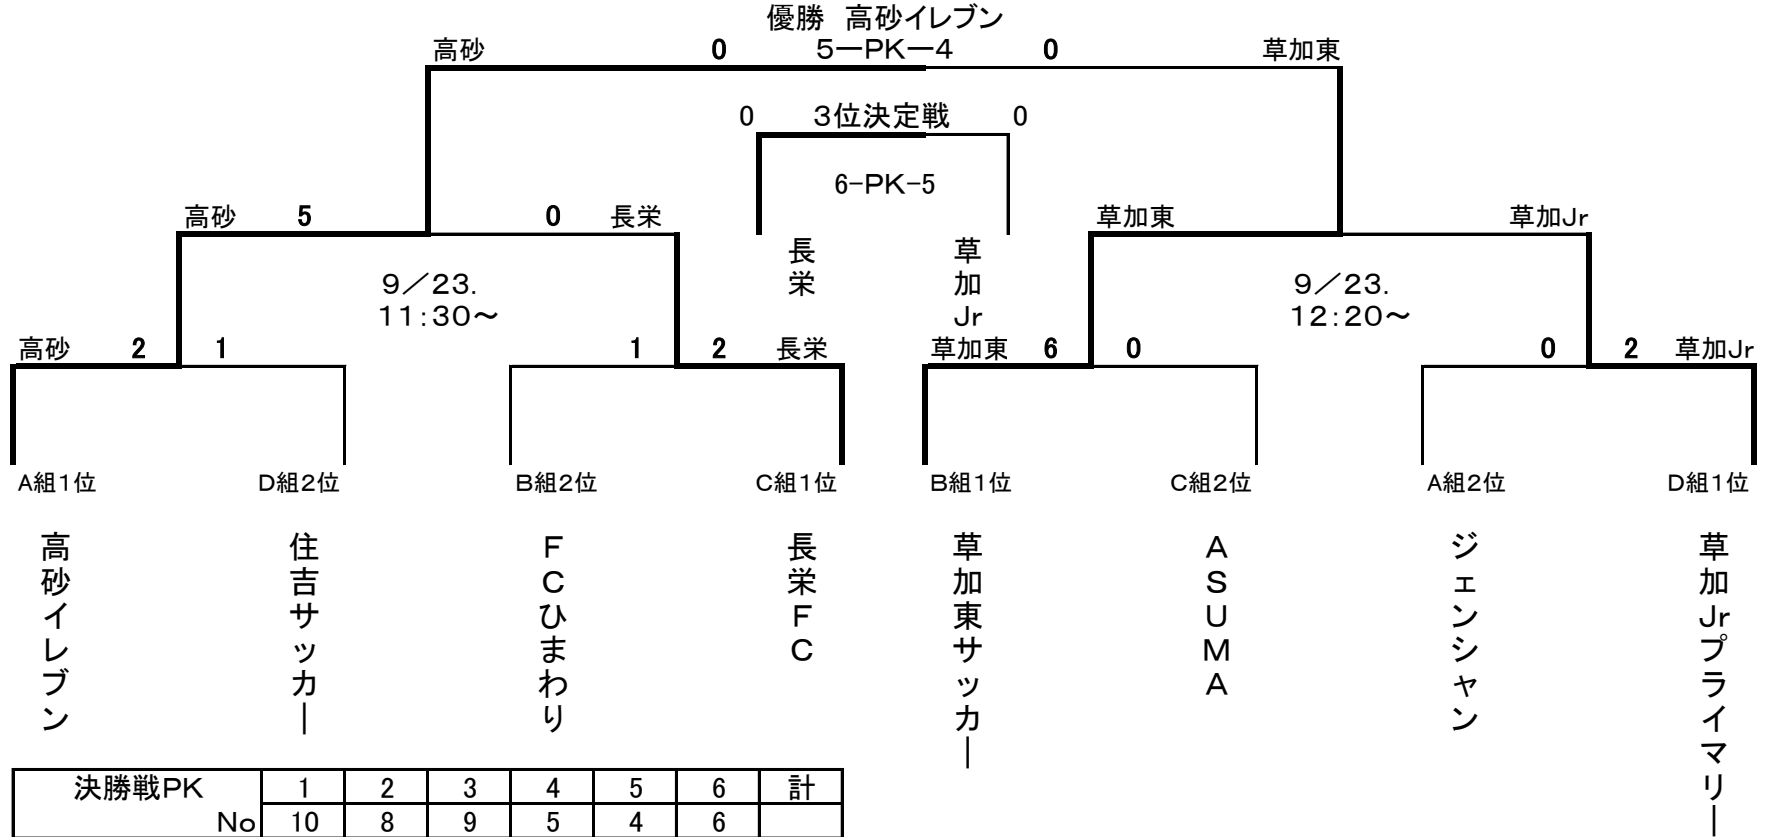 優勝 高砂イレブン
高砂 0 5ーPKー4 0 草加東
0 3位決定戦 0
6-PK-5
高砂 5 0 長栄 草加東 草加Jr
長栄
草加Jr
9／23.
11:30～
9／23.
12:20～
高砂 2 1 1 2 長栄 草加東 6 0 0 2 草加Jr
A組1位 D組2位 B組2位 C組1位 B組1位 C組2位 A組2位 D組1位
高砂イレブン
住吉サッカー
FCひまわり
長栄FC
草加東サッカー
ASUMA
ジェンシャン
草加Jrプライマリー
決勝戦PK 1 2 3 4 5 6 計
No 10 8 9 5 4 6